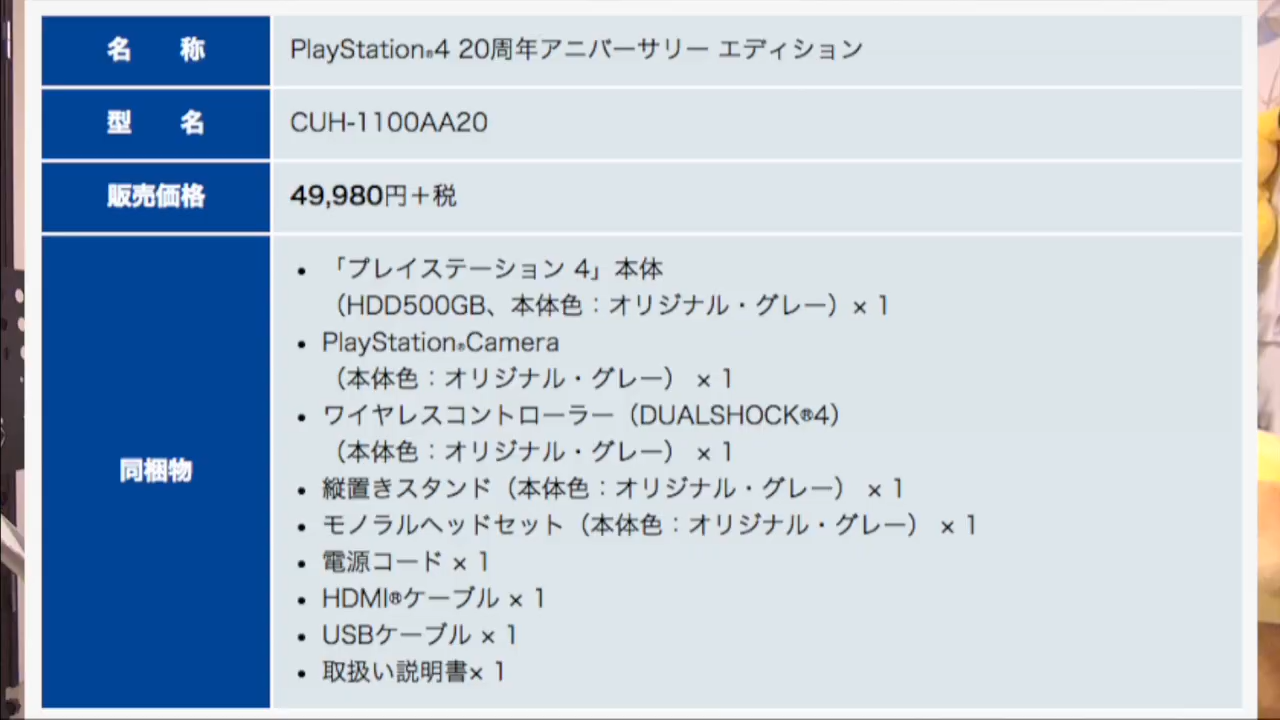 名 称
PlayStation®4 20周年アニバーサリー エディション
型 名
CUH-1100AA20
販売価格
49,980円＋税
同梱物
• 「プレイステーション 4」本体
（HDD500GB、本体色：オリジナル・グレー）× 1
• PlayStation®Camera
（本体色：オリジナル・グレー） × 1
• ワイヤレスコントローラー（DUALSHOCK®4）
（本体色：オリジナル・グレー） × 1
• 縦置きスタンド（本体色：オリジナル・グレー） × 1
• モノラルヘッドセット（本体色：オリジナル・グレー） × 1
• 電源コード × 1
• HDMI®ケーブル × 1
• USBケーブル × 1
• 取扱い説明書× 1